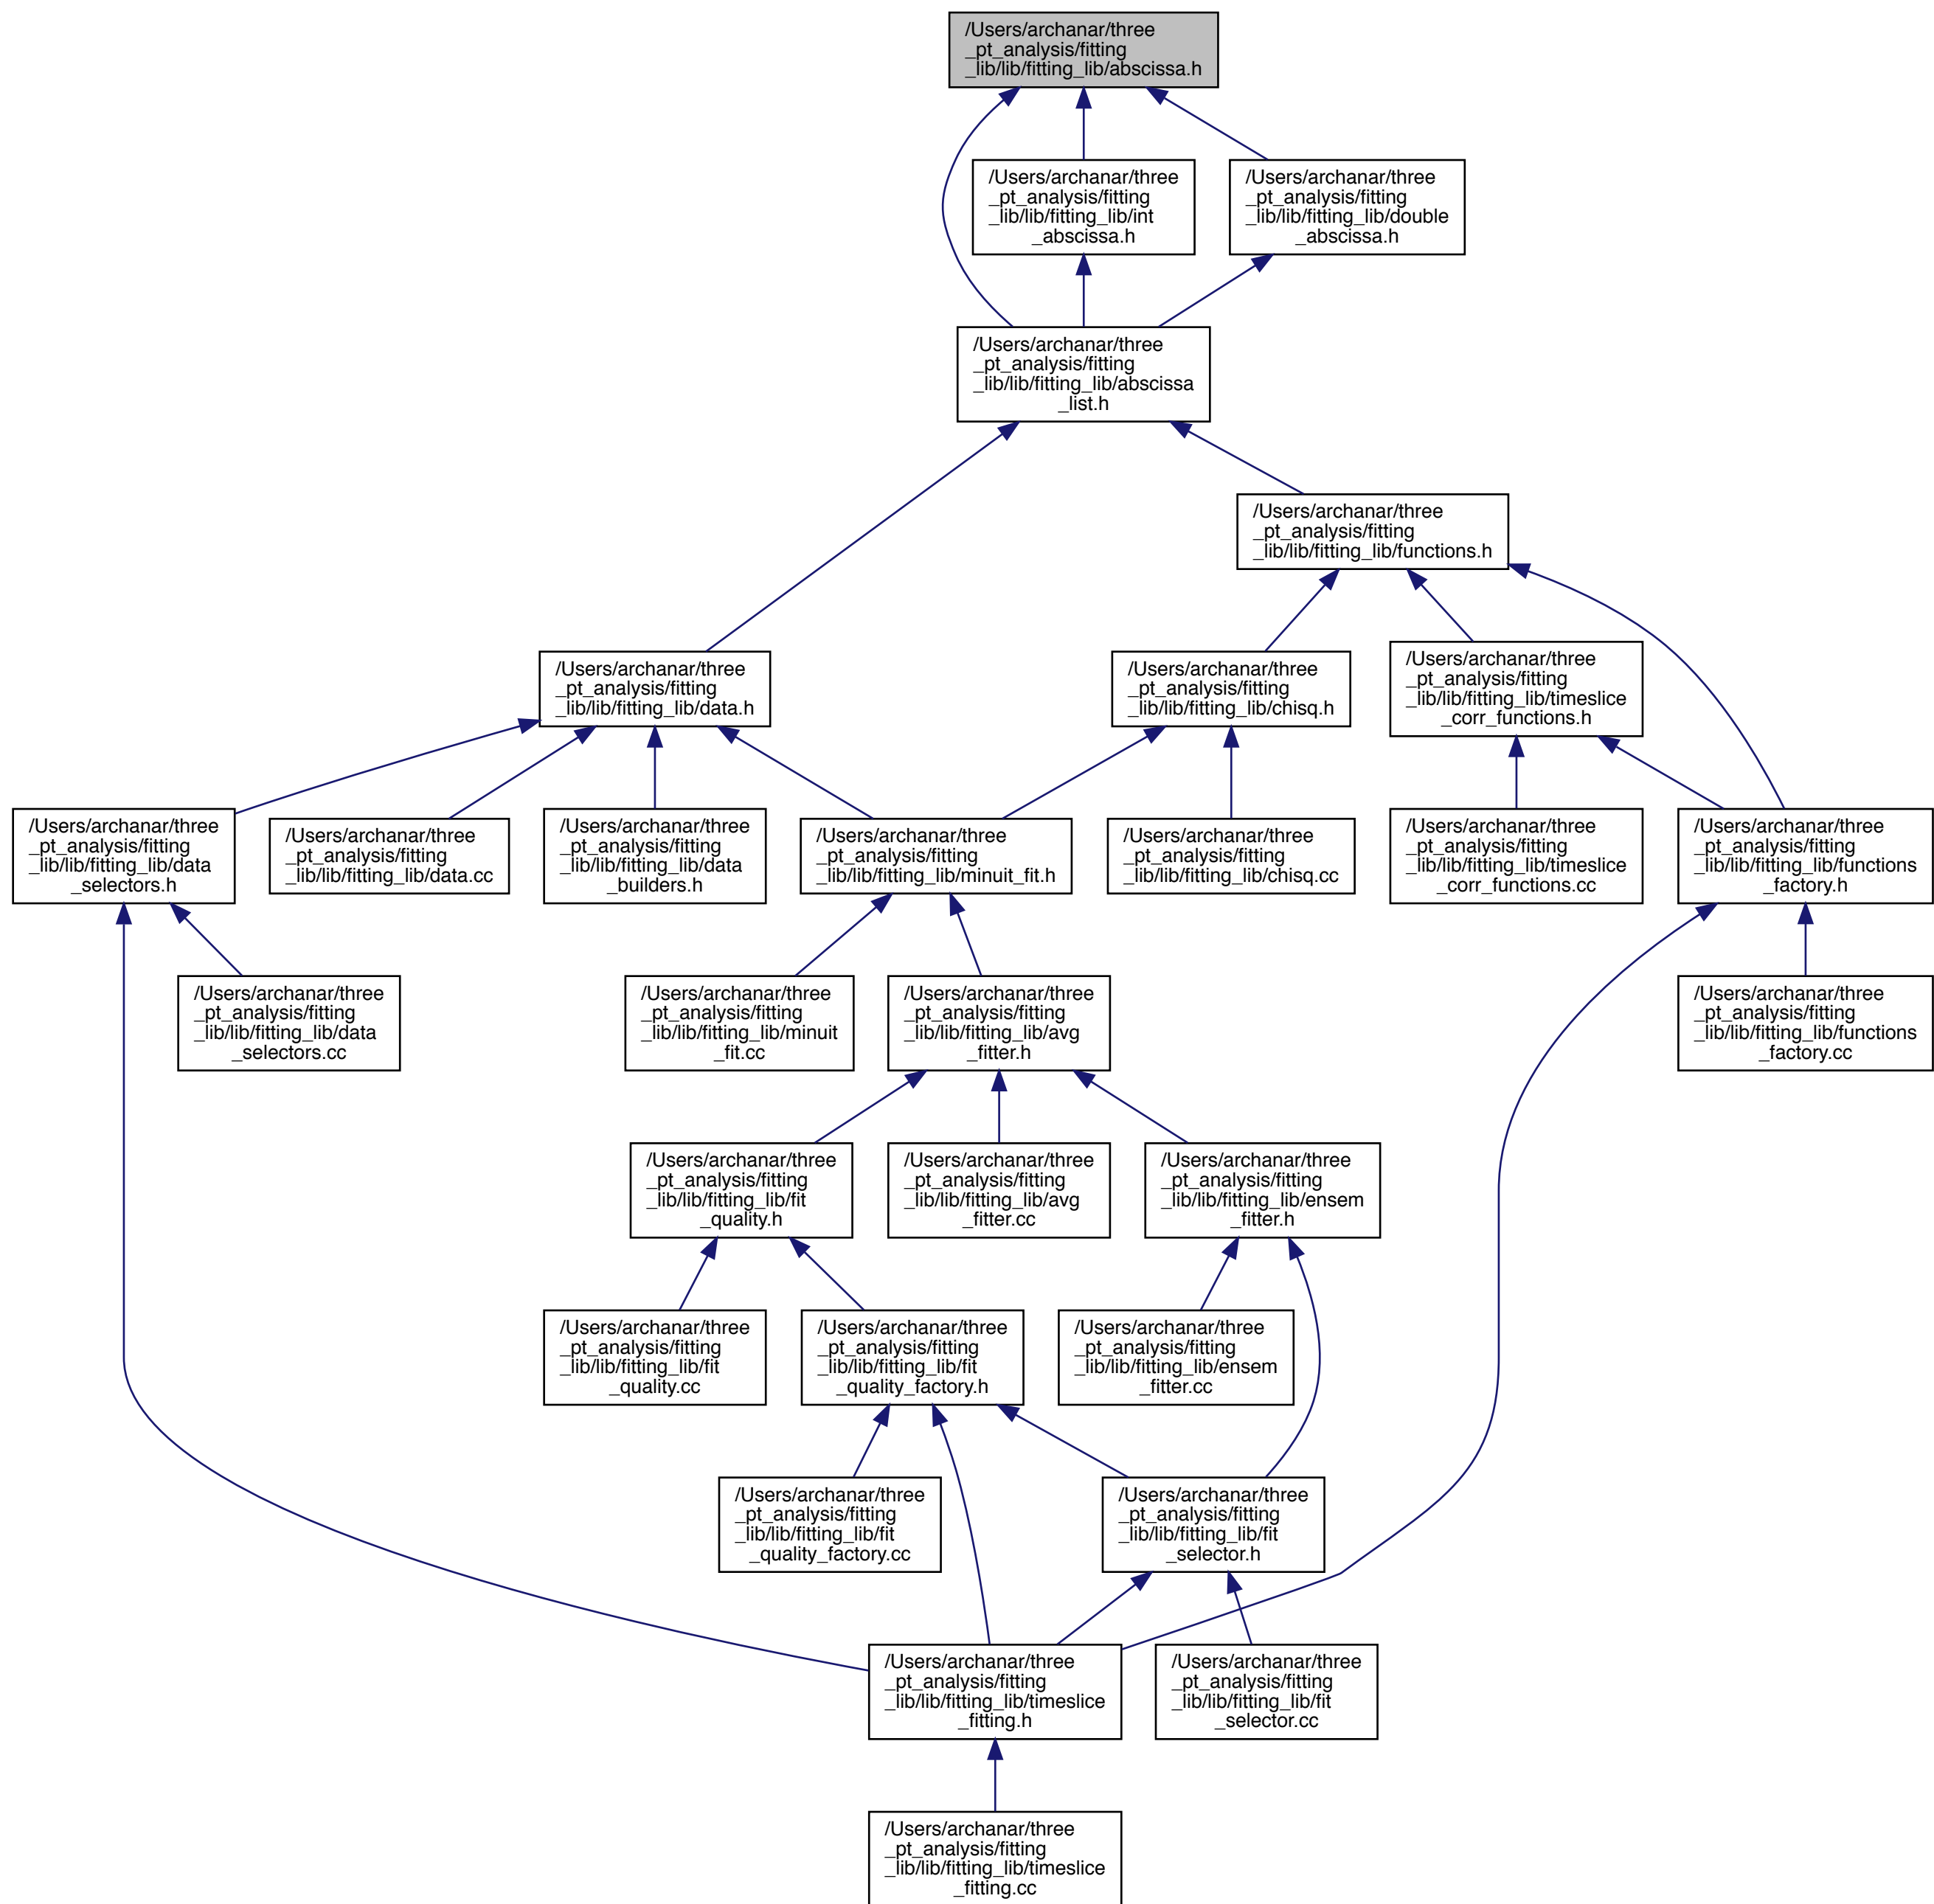 /Users/archanar/three
_pt_analysis/fitting
_lib/lib/fitting_lib/abscissa.h
/Users/archanar/three
_pt_analysis/fitting
_lib/lib/fitting_lib/int
_abscissa.h
/Users/archanar/three
_pt_analysis/fitting
_lib/lib/fitting_lib/double
_abscissa.h
/Users/archanar/three
_pt_analysis/fitting
_lib/lib/fitting_lib/abscissa
_list.h
/Users/archanar/three
_pt_analysis/fitting
_lib/lib/fitting_lib/functions.h
/Users/archanar/three
_pt_analysis/fitting
_lib/lib/fitting_lib/data.h
/Users/archanar/three
_pt_analysis/fitting
_lib/lib/fitting_lib/chisq.h
/Users/archanar/three
_pt_analysis/fitting
_lib/lib/fitting_lib/timeslice
_corr_functions.h
/Users/archanar/three
_pt_analysis/fitting
_lib/lib/fitting_lib/data
_selectors.h
/Users/archanar/three
_pt_analysis/fitting
_lib/lib/fitting_lib/data.cc
/Users/archanar/three
_pt_analysis/fitting
_lib/lib/fitting_lib/data
_builders.h
/Users/archanar/three
_pt_analysis/fitting
_lib/lib/fitting_lib/minuit_fit.h
/Users/archanar/three
_pt_analysis/fitting
_lib/lib/fitting_lib/chisq.cc
/Users/archanar/three
_pt_analysis/fitting
_lib/lib/fitting_lib/timeslice
_corr_functions.cc
/Users/archanar/three
_pt_analysis/fitting
_lib/lib/fitting_lib/functions
_factory.h
/Users/archanar/three
_pt_analysis/fitting
_lib/lib/fitting_lib/data
_selectors.cc
/Users/archanar/three
_pt_analysis/fitting
_lib/lib/fitting_lib/minuit
_fit.cc
/Users/archanar/three
_pt_analysis/fitting
_lib/lib/fitting_lib/avg
_fitter.h
/Users/archanar/three
_pt_analysis/fitting
_lib/lib/fitting_lib/functions
_factory.cc
/Users/archanar/three
_pt_analysis/fitting
_lib/lib/fitting_lib/fit
_quality.h
/Users/archanar/three
_pt_analysis/fitting
_lib/lib/fitting_lib/avg
_fitter.cc
/Users/archanar/three
_pt_analysis/fitting
_lib/lib/fitting_lib/ensem
_fitter.h
/Users/archanar/three
_pt_analysis/fitting
_lib/lib/fitting_lib/fit
_quality.cc
/Users/archanar/three
_pt_analysis/fitting
_lib/lib/fitting_lib/fit
_quality_factory.h
/Users/archanar/three
_pt_analysis/fitting
_lib/lib/fitting_lib/ensem
_fitter.cc
/Users/archanar/three
_pt_analysis/fitting
_lib/lib/fitting_lib/fit
_quality_factory.cc
/Users/archanar/three
_pt_analysis/fitting
_lib/lib/fitting_lib/fit
_selector.h
/Users/archanar/three
_pt_analysis/fitting
_lib/lib/fitting_lib/timeslice
_fitting.h
/Users/archanar/three
_pt_analysis/fitting
_lib/lib/fitting_lib/fit
_selector.cc
/Users/archanar/three
_pt_analysis/fitting
_lib/lib/fitting_lib/timeslice
_fitting.cc